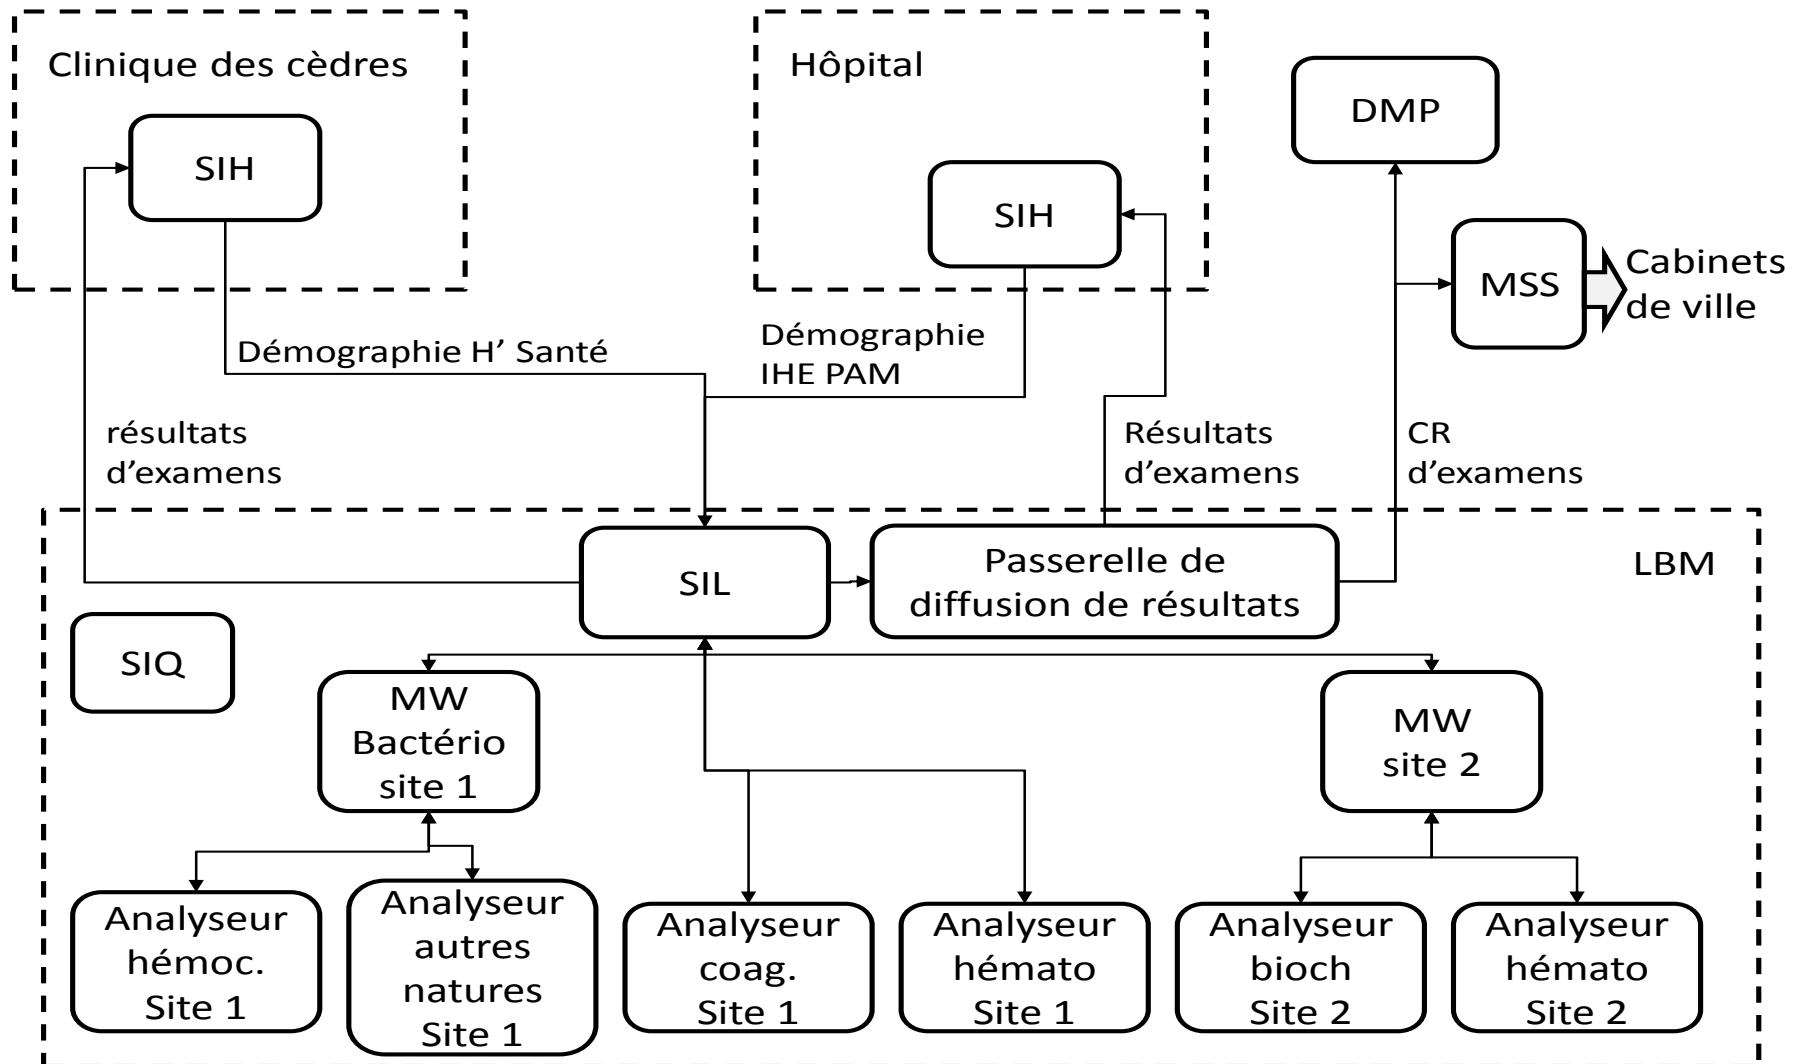 Clinique des cèdres
Hôpital
DMP
SIH
SIH
MSS
Cabinets
de ville
Démographie H’ Santé
Démographie
IHE PAM
résultats
d’examens
Résultats
d’examens
CR
d’examens
LBM
SIL
Passerelle de
diffusion de résultats
SIQ
MW
Bactério
site 1
MW
site 2
Analyseur
hémoc.
Site 1
Analyseur
autres
natures
Site 1
Analyseur
coag.
Site 1
Analyseur
hémato
Site 1
Analyseur
bioch
Site 2
Analyseur
hémato
Site 2